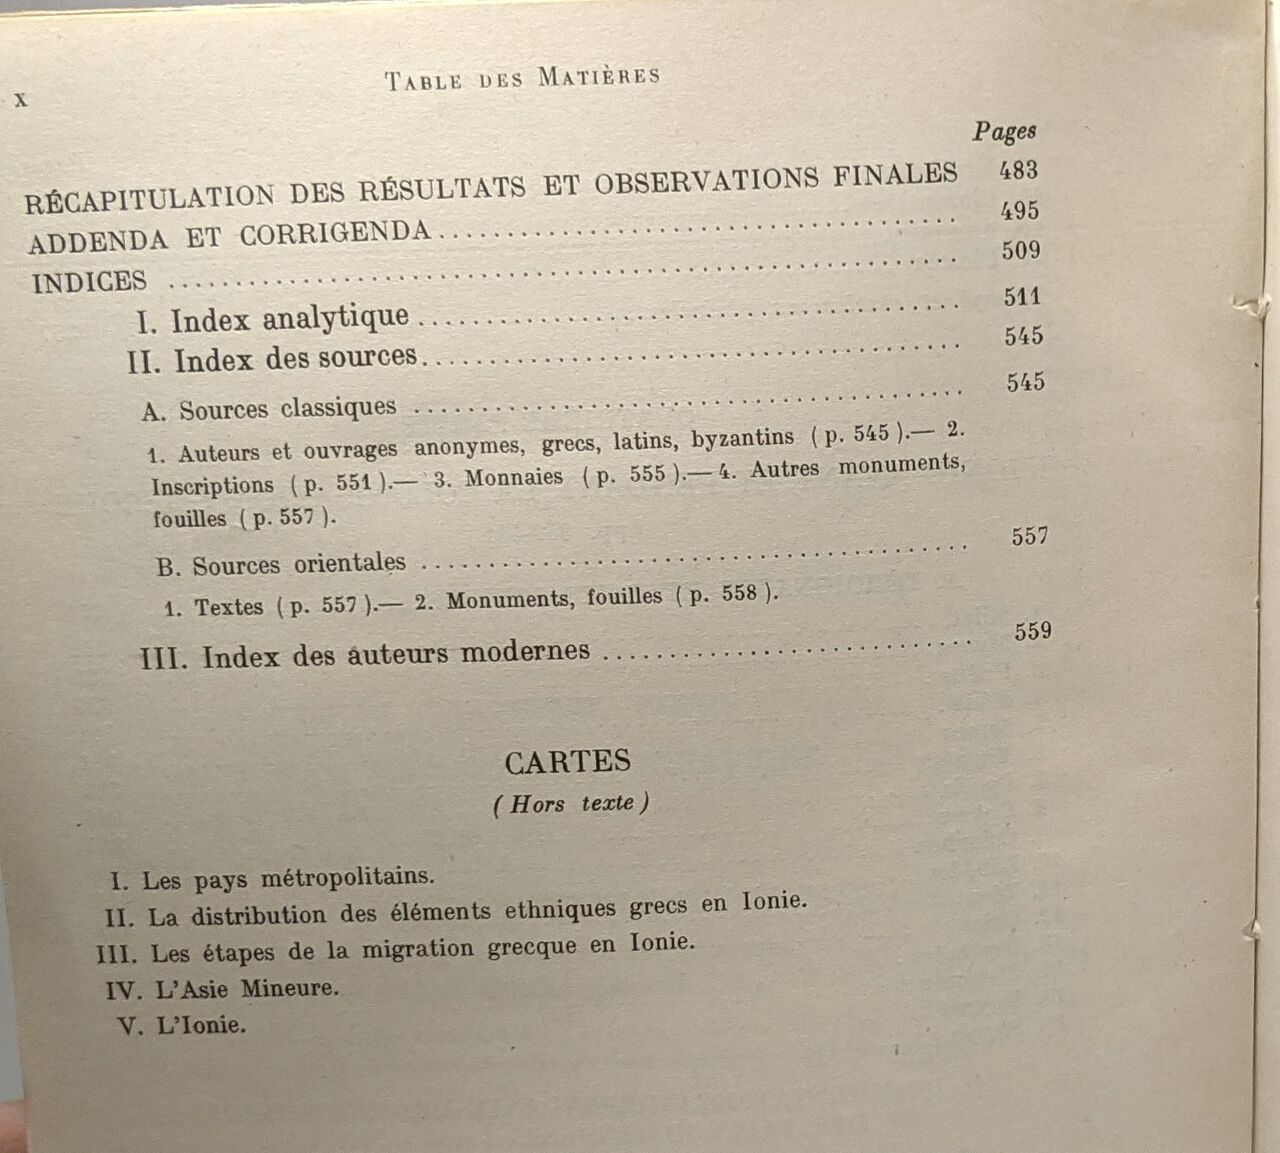 x
Table des Matières
Pages
RÉCAPITULATION DES RÉSULTATS ET OBSERVATIONS FINALES 483
ADDENDA ET CORRIGENDA........................................ 495
INDICES ........................................................ 509
I. Index analytique ........................................ 511
II. Index des sources........................................ 545
A. Sources classiques ........................................ 545
1. Auteurs et ouvrages anonymes, grecs, latins, byzantins (p. 545).— 2.
Inscriptions (p. 551).— 3. Monnaies (p. 555).— 4. Autres monuments,
fouilles (p. 557).
B. Sources orientales ........................................ 557
1. Textes (p. 557).— 2. Monuments, fouilles (p. 558).
III. Index des auteurs modernes ............................ 559
CARTES
(Hors texte)
I. Les pays métropolitains.
II. La distribution des éléments ethniques grecs en Ionie.
III. Les étapes de la migration grecque en Ionie.
IV. L'Asie Mineure.
V. L'Ionie.